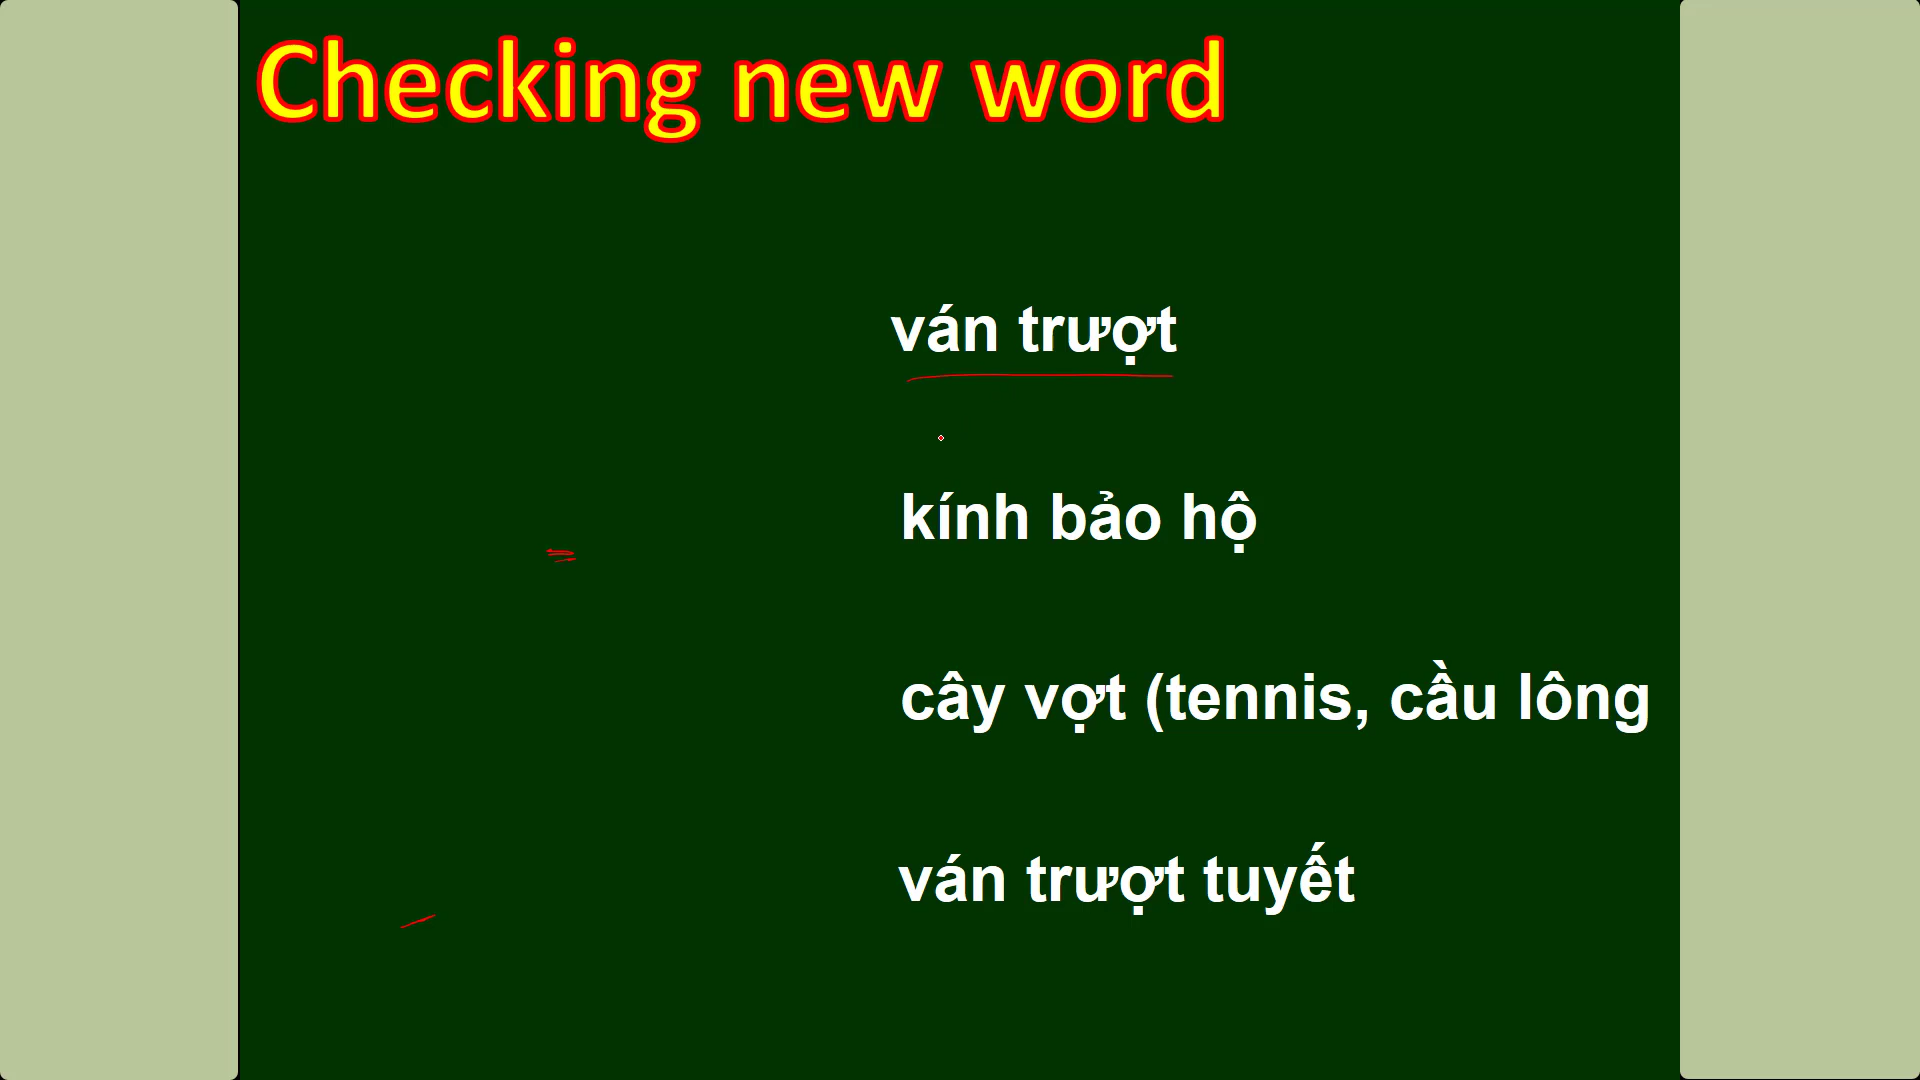 Checking new word
ván trượt
kính bảo hộ
cây vợt (tennis, cầu lông
ván trượt tuyết